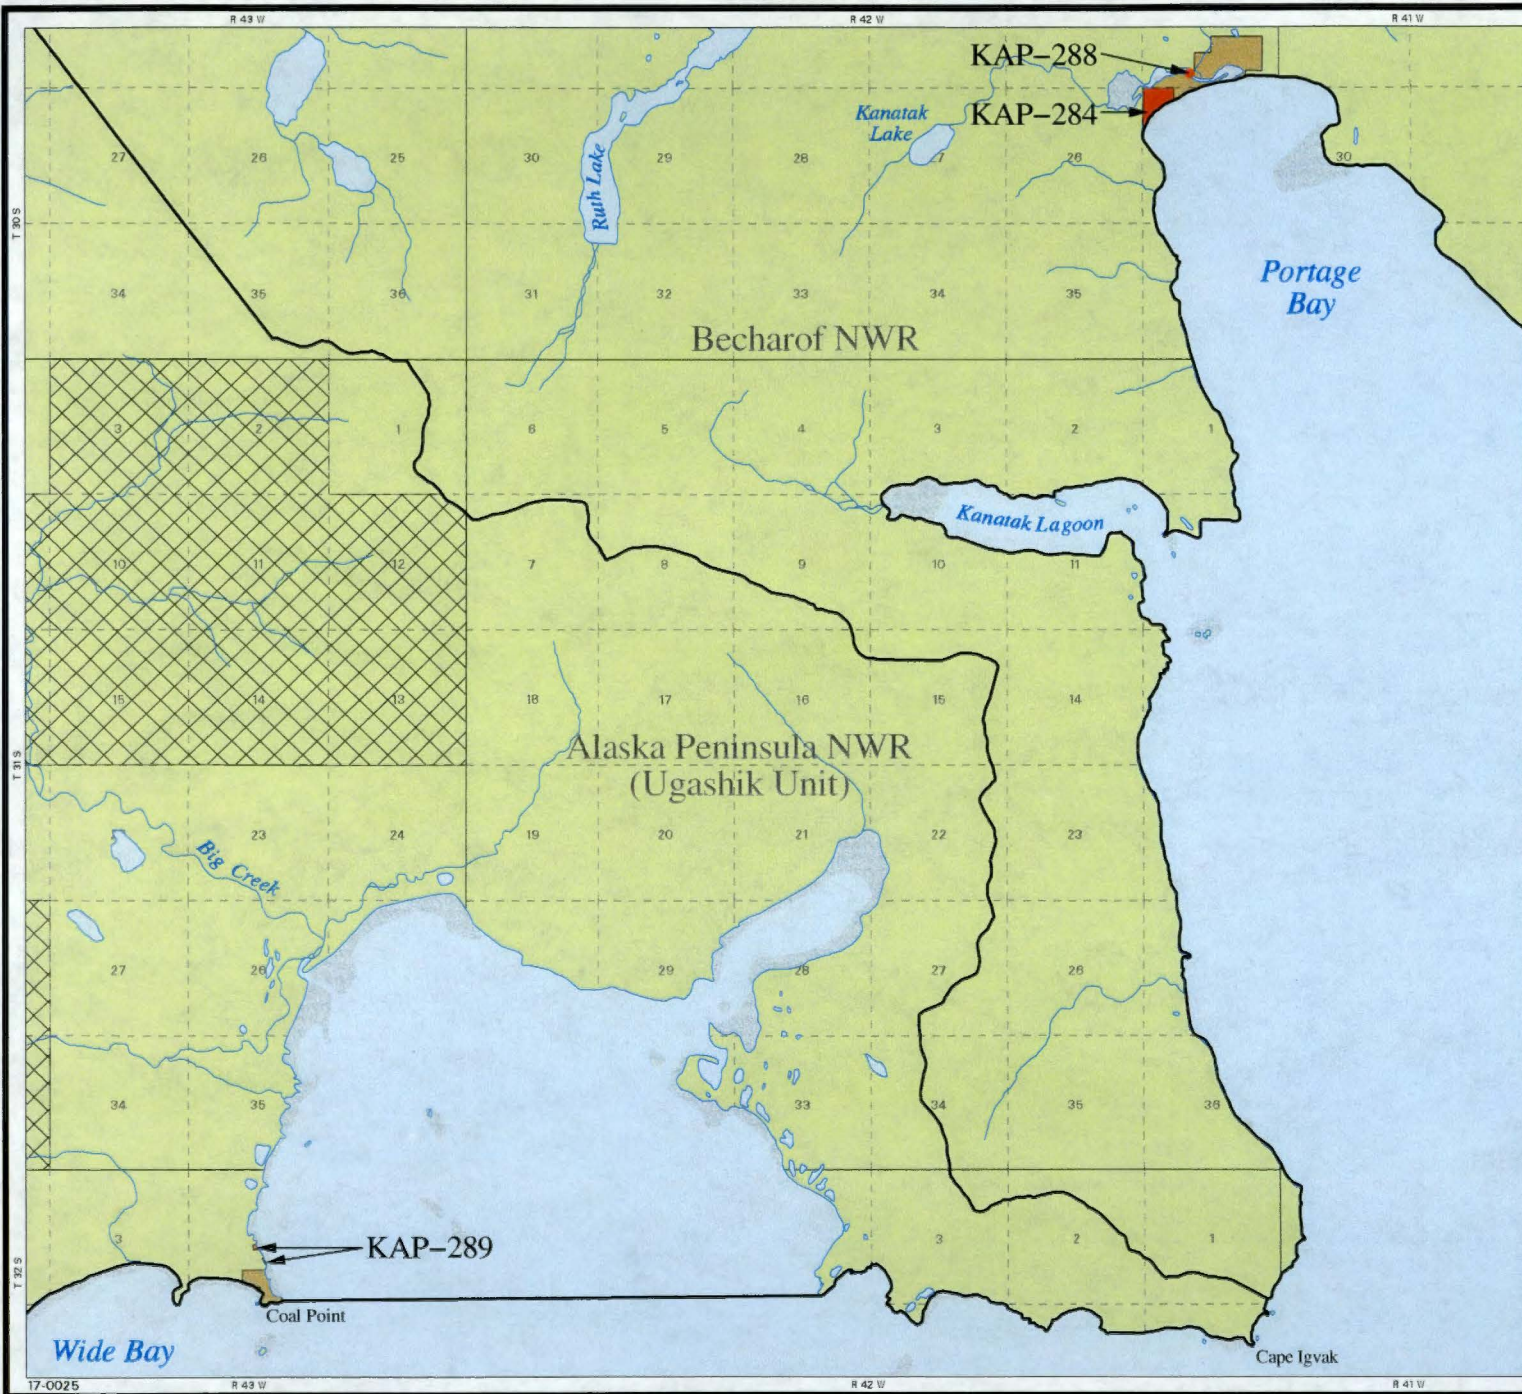 R 43 W
R 42 W
R 41 W
KAP-288
KAP-284
Kanatak
Lake
27
26
25
30
29
28
27
26
30
Ruth Lake
T 30 S
Portage
Bay
34
35
36
31
32
33
34
35
Becharof NWR
3
2
1
6
5
4
3
2
1
Kanatak Lagoon
10
11
12
7
8
9
10
11
15
14
13
18
17
16
15
14
Alaska Peninsula NWR
(Ugashik Unit)
T 31 S
23
24
19
20
21
22
23
Big Creek
27
26
29
28
27
26
34
35
33
34
35
36
3
KAP-289
3
2
1
T 32 S
Coal Point
Wide Bay
Cape Igvak
17-0025
R 43 W
R 42 W
R 41 W